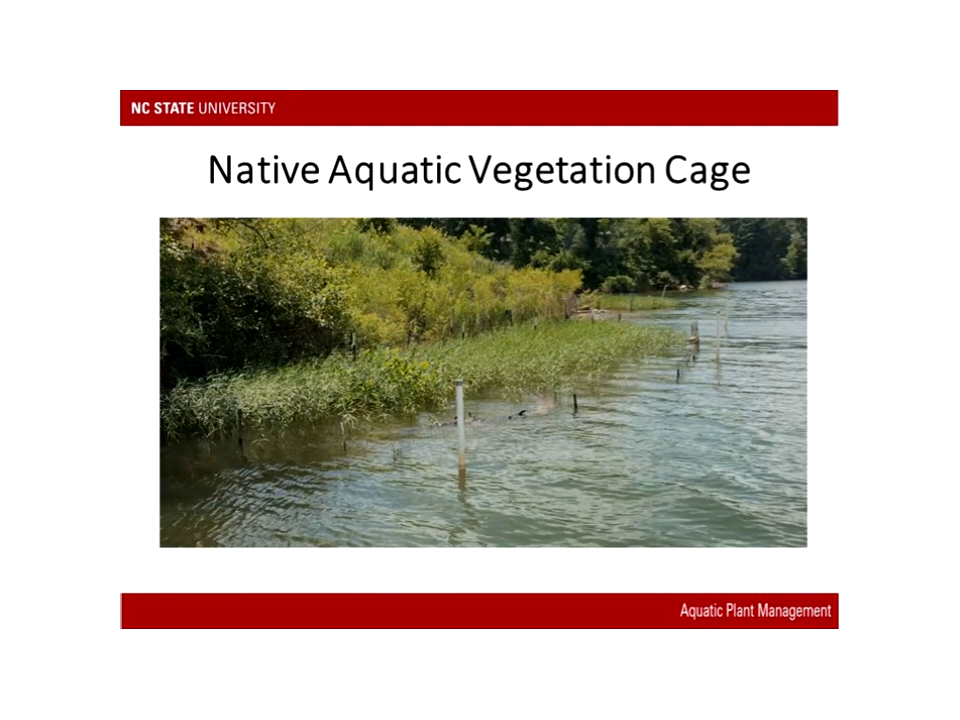 NC STATE UNIVERSITY
Native Aquatic Vegetation Cage
Aquatic Plant Management